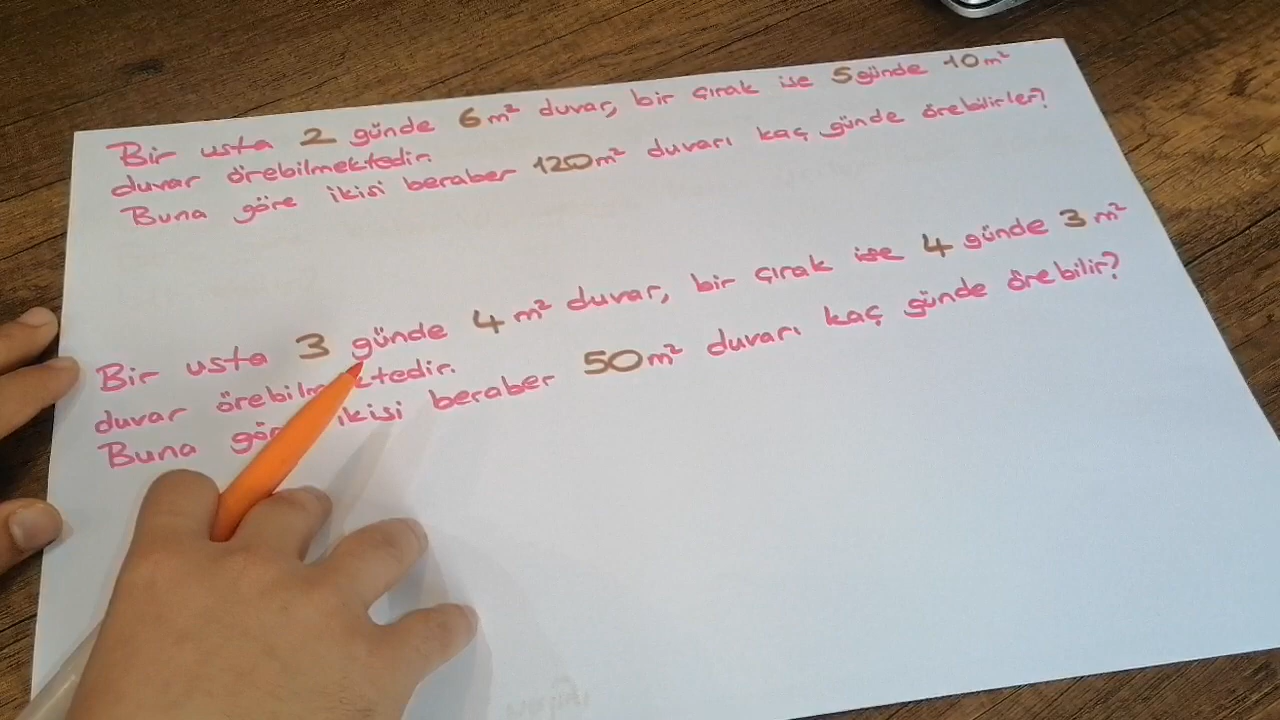 Bir usta 2 günde 6m² duvar, bir çırak ise 5 günde 10m²
duvar örebilmektedir.
Buna göre ikisi beraber 120m² duvarı kaç günde örebilirler?
Bir usta 3 günde 4m² duvar, bir çırak ise 4 günde 3m²
duvar örebilmektedir.
Buna göre ikisi beraber 50m² duvarı kaç günde örebilir?